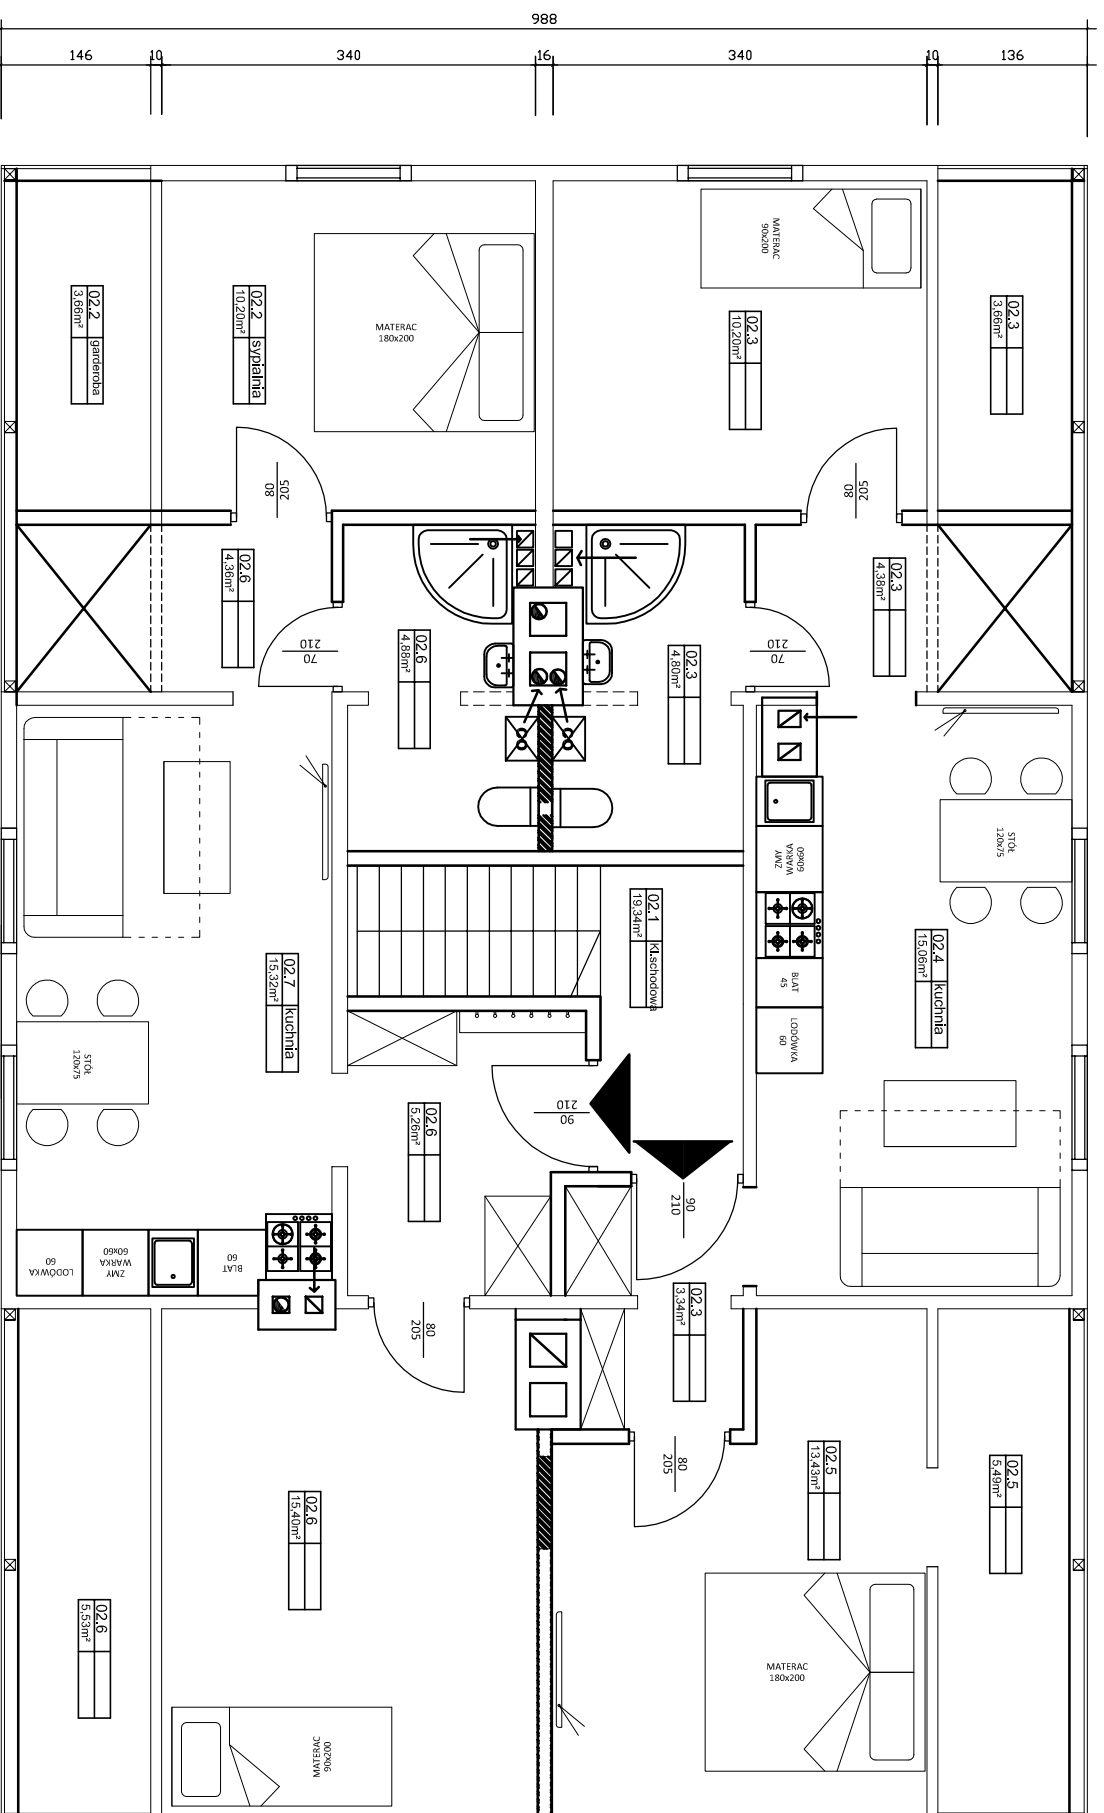 988
146
10
340
16
340
10
136
MATERAC
90x200
02.2
3,66m²
garderoba
02.2
10,20m²
sypialnia
MATERAC
180x200
02.3
10,20m²
02.3
3,66m²
205
80
205
80
02.6
4,36m²
210
70
02.6
4,88m²
02.3
4,80m²
210
70
02.3
4,38m²
STÓŁ
120x75
ZMY
WARKA
60x60
02.1
19,34m²
Kl.schodowa
02.4
15,06m²
kuchnia
BLAT
45
LODÓWKA
60
02.7
15,32m²
kuchnia
STÓŁ
120x75
02.6
5,26m²
210
90
90
210
LODÓWKA
60
ZMY
WARKA
60x60
BLAT
60
02.3
3,34m²
80
205
80
205
02.5
13,43m²
02.5
5,49m²
02.6
15,40m²
02.6
5,53m²
MATERAC
180x200
MATERAC
90x200